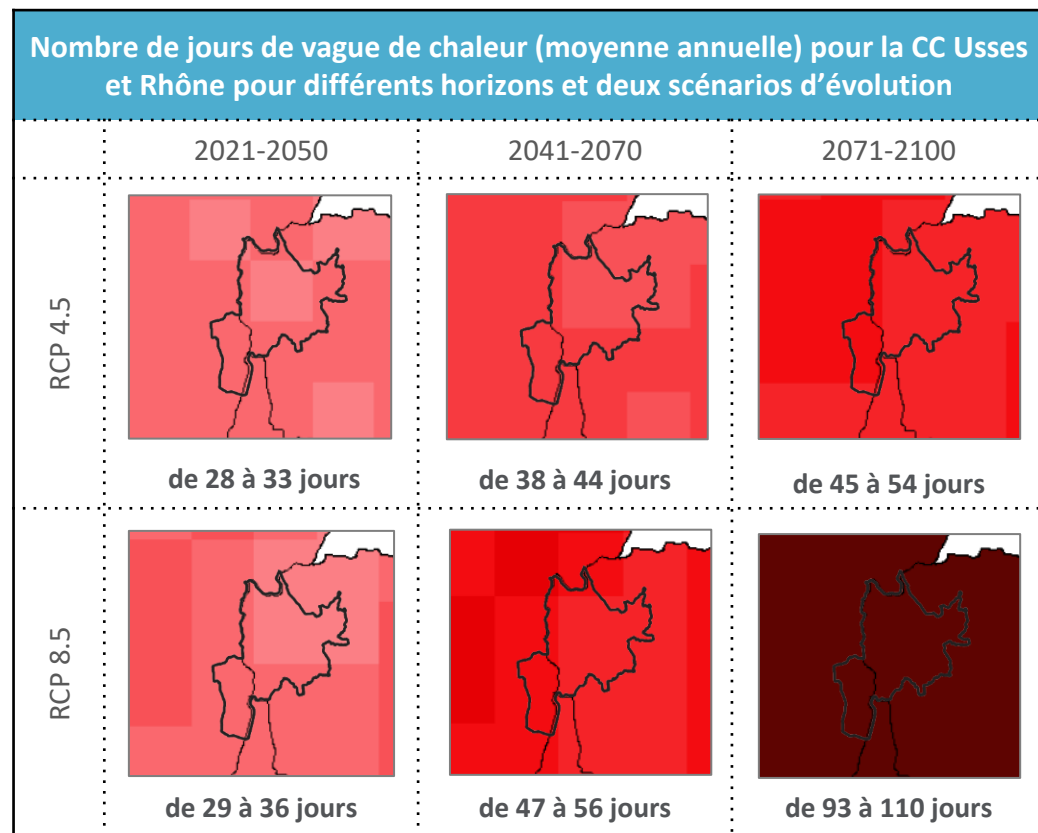 Nombre de jours de vague de chaleur (moyenne annuelle) pour la CC Usses
et Rhône pour différents horizons et deux scénarios d’évolution
2021-2050
2041-2070
2071-2100
RCP 4.5
de 28 à 33 jours
de 38 à 44 jours
de 45 à 54 jours
RCP 8.5
de 29 à 36 jours
de 47 à 56 jours
de 93 à 110 jours